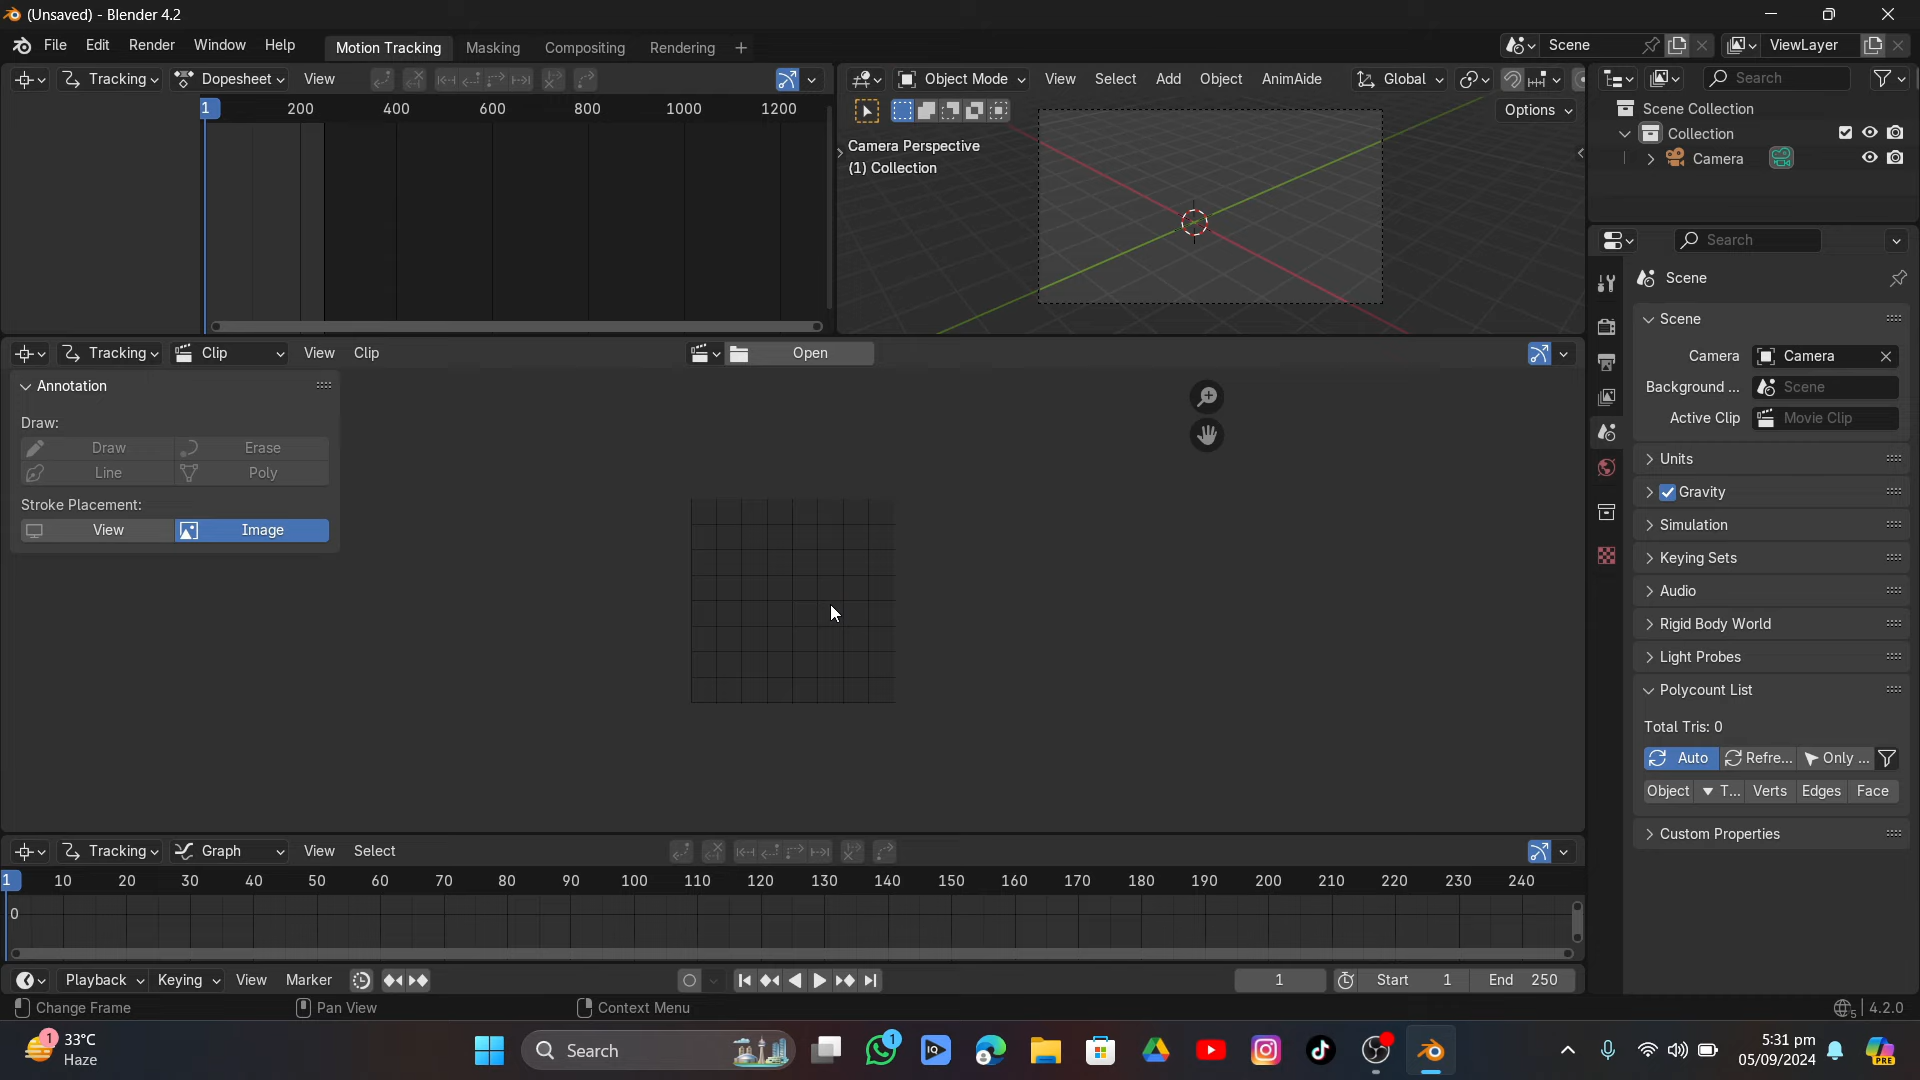 (Unsaved) - Blender 4.2
File Edit Render Window Help Motion Tracking Masking Compositing Rendering + Scene ViewLayer
Tracking Dopesheet View
1 200 400 600 800 1000 1200
Object Mode View Select Add Object AnimAide Global
Options
Camera Perspective
(1) Collection
Search
Scene Collection
Collection
Camera
Search
Scene
Scene
Camera Camera
Background ... Scene
Active Clip Movie Clip
Units
Gravity
Simulation
Keying Sets
Audio
Rigid Body World
Light Probes
Polycount List
Total Tris: 0
Auto Refre... Only ...
Object T... Verts Edges Face
Custom Properties
Tracking Clip View Clip Open
Annotation
Draw:
Draw Erase
Line Poly
Stroke Placement:
View Image
Tracking Graph View Select
1 10 20 30 40 50 60 70 80 90 100 110 120 130 140 150 160 170 180 190 200 210 220 230 240
0
Playback Keying View Marker 1 Start 1 End 250
Change Frame Pan View Context Menu 5 4.2.0
1 33°C
Haze
Search
1
IQ
PRE
5:31 pm
05/09/2024